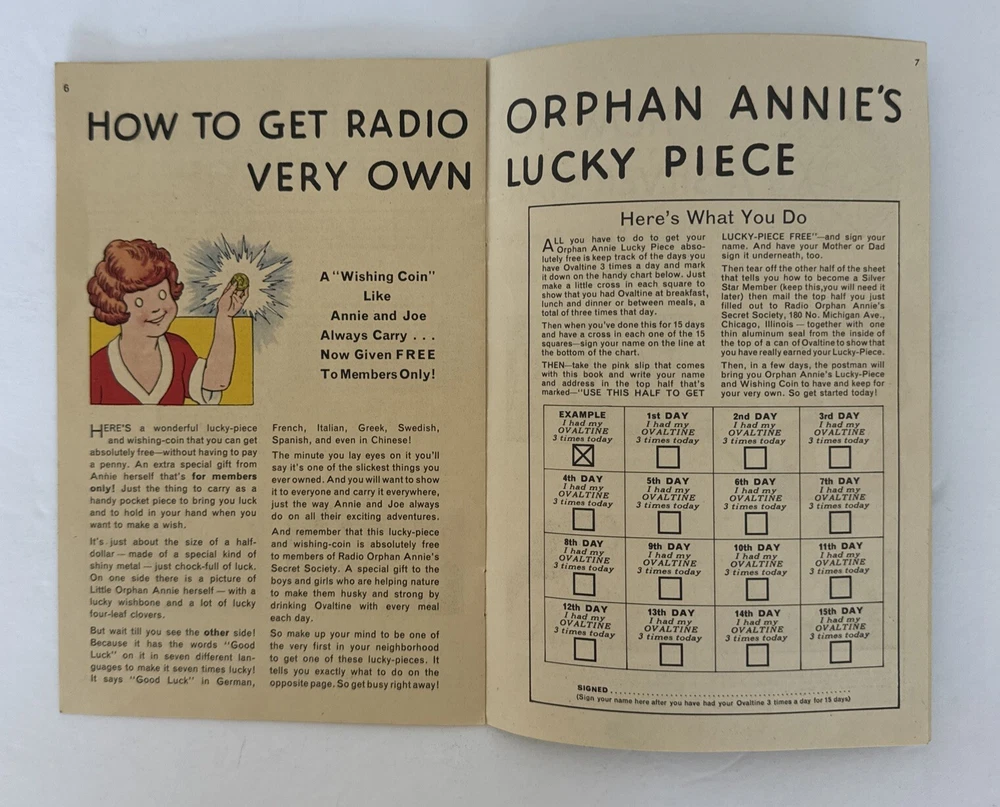 6
HOW TO GET RADIO
VERY OWN
A "Wishing Coin"
Like
Annie and Joe
Always Carry . . .
Now Given FREE
To Members Only!
HERE'S a wonderful lucky-piece
and wishing-coin that you can get
absolutely free—without having to pay
a penny. An extra special gift from
Annie herself that's for members
only! Just the thing to carry as a
handy pocket piece to bring you luck
and to hold in your hand when you
want to make a wish.
It's just about the size of a half-
dollar — made of a special kind of
shiny metal — just chock-full of luck.
On one side there is a picture of
Little Orphan Annie herself — with a
lucky wishbone and a lot of lucky
four-leaf clovers.
But wait till you see the other side!
Because it has the words "Good
Luck" on it in seven different lan-
guages to make it seven times lucky!
It says "Good Luck" in German,
French, Italian, Greek, Swedish,
Spanish, and even in Chinese!
The minute you lay eyes on it you'll
say it's one of the slickest things you
ever owned. And you will want to show
it to everyone and carry it everywhere,
just the way Annie and Joe always
do on all their exciting adventures.
And remember that this lucky-piece
and wishing-coin is absolutely free
to members of Radio Orphan Annie's
Secret Society. A special gift to the
boys and girls who are helping nature
to make them husky and strong by
drinking Ovaltine with every meal
each day.
So make up your mind to be one of
the very first in your neighborhood
to get one of these lucky-pieces. It
tells you exactly what to do on the
opposite page. So get busy right away!
7
ORPHAN ANNIE'S
LUCKY PIECE
Here's What You Do
ALL you have to do to get your
Orphan Annie Lucky Piece abso-
lutely free is keep track of the days you
have Ovaltine 3 times a day and mark
it down on the handy chart below. Just
make a little cross in each square to
show that you had Ovaltine at breakfast,
lunch and dinner or between meals, a
total of three times that day.
Then when you've done this for 15 days
and have a cross in each one of the 15
squares—sign your name on the line at
the bottom of the chart.
THEN—take the pink slip that comes
with this book and write your name
and address in the top half that's
marked—"USE THIS HALF TO GET
LUCKY-PIECE FREE"—and sign your
name. And have your Mother or Dad
sign it underneath, too.
Then tear off the other half of the sheet
that tells you how to become a Silver
Star Member (keep this, you will need it
later) then mail the top half you just
filled out to Radio Orphan Annie's
Secret Society, 180 No. Michigan Ave.,
Chicago, Illinois — together with one
thin aluminum seal from the inside of
the top of a can of Ovaltine to show that
you have really earned your Lucky-Piece.
Then, in a few days, the postman will
bring you Orphan Annie's Lucky-Piece
and Wishing Coin to have and keep for
your very own. So get started today!
EXAMPLE
I had my
OVALTINE
3 times today
1st DAY
I had my
OVALTINE
3 times today
2nd DAY
I had my
OVALTINE
3 times today
3rd DAY
I had my
OVALTINE
3 times today
4th DAY
I had my
OVALTINE
3 times today
5th DAY
I had my
OVALTINE
3 times today
6th DAY
I had my
OVALTINE
3 times today
7th DAY
I had my
OVALTINE
3 times today
8th DAY
I had my
OVALTINE
3 times today
9th DAY
I had my
OVALTINE
3 times today
10th DAY
I had my
OVALTINE
3 times today
11th DAY
I had my
OVALTINE
3 times today
12th DAY
I had my
OVALTINE
3 times today
13th DAY
I had my
OVALTINE
3 times today
14th DAY
I had my
OVALTINE
3 times today
15th DAY
I had my
OVALTINE
3 times today
SIGNED ..................................................
(Sign your name here after you have had your Ovaltine 3 times a day for 15 days)